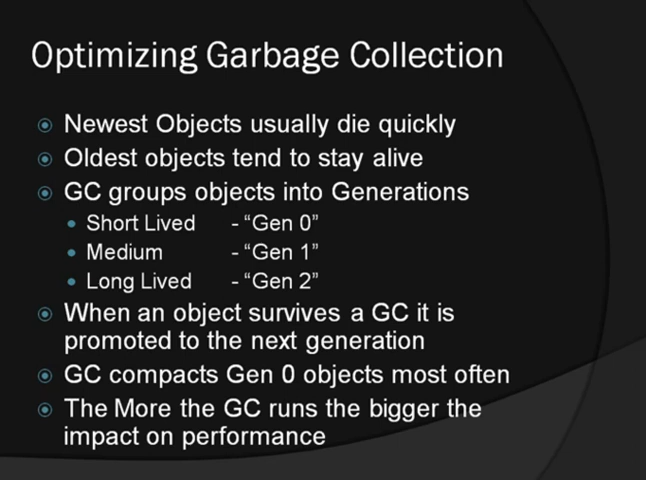 Optimizing Garbage Collection
Newest Objects usually die quickly
Oldest objects tend to stay alive
GC groups objects into Generations
Short Lived - “Gen 0”
Medium - “Gen 1”
Long Lived - “Gen 2”
When an object survives a GC it is
promoted to the next generation
GC compacts Gen 0 objects most often
The More the GC runs the bigger the
impact on performance